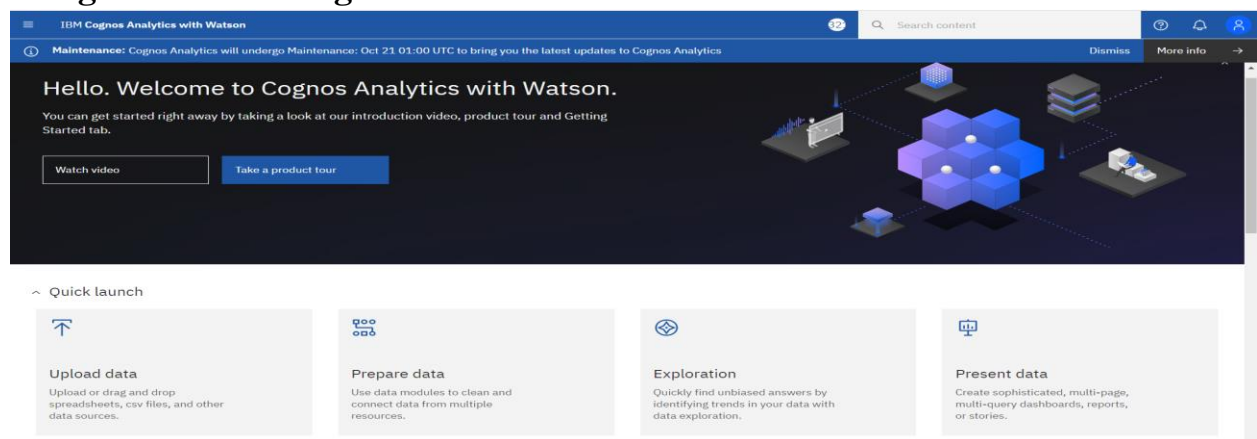 IBM Cognos Analytics with Watson
32
Search content
Maintenance: Cognos Analytics will undergo Maintenance: Oct 21 01:00 UTC to bring you the latest updates to Cognos Analytics
Dismiss
More info
Hello. Welcome to Cognos Analytics with Watson.
You can get started right away by taking a look at our introduction video, product tour and Getting
Started tab.
Watch video
Take a product tour
Quick launch
Upload data
Upload or drag and drop
spreadsheets, csv files, and other
data sources.
Prepare data
Use data modules to clean and
connect data from multiple
resources.
Exploration
Quickly find unbiased answers by
identifying trends in your data with
data exploration.
Present data
Create sophisticated, multi-page,
multi-query dashboards, reports,
or stories.